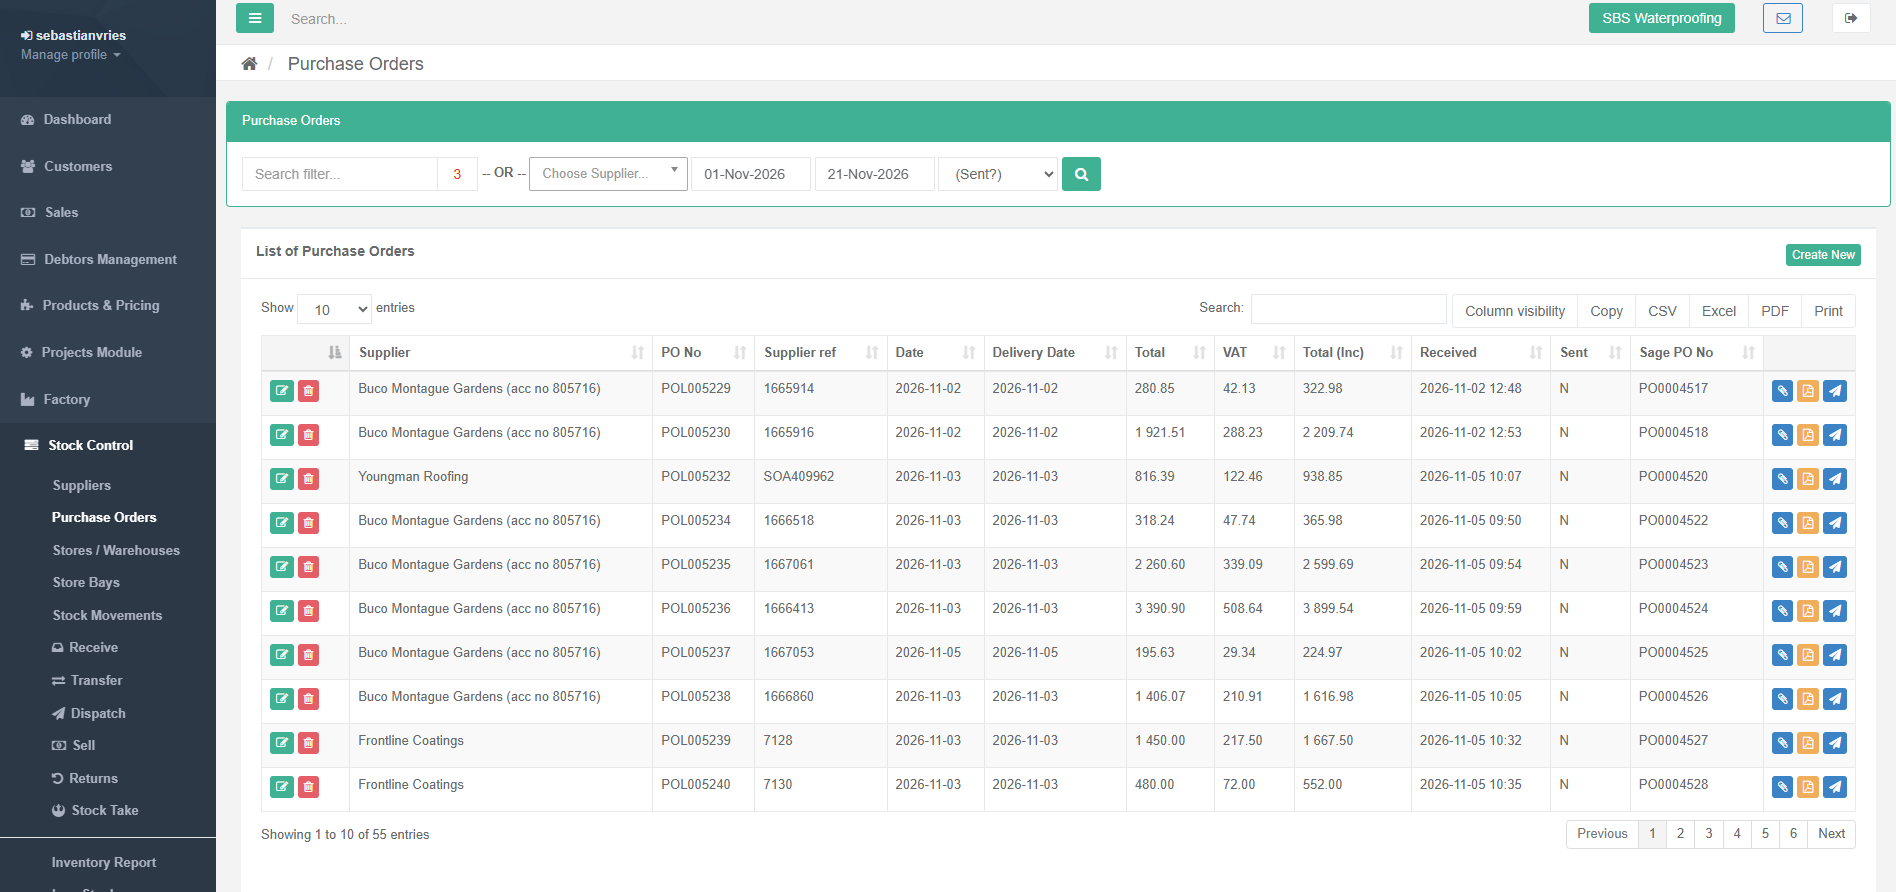 sebastianvries
Manage profile
Dashboard
Customers
Sales
Debtors Management
Products & Pricing
Projects Module
Factory
Stock Control
Suppliers
Purchase Orders
Stores / Warehouses
Store Bays
Stock Movements
Receive
Transfer
Dispatch
Sell
Returns
Stock Take
Inventory Report
Search...
SBS Waterproofing
/ Purchase Orders
Purchase Orders
Search filter... 3 -- OR -- Choose Supplier... 01-Nov-2026 21-Nov-2026 (Sent?)
List of Purchase Orders
Create New
Show 10 entries
Search: Column visibility Copy CSV Excel PDF Print
Supplier PO No Supplier ref Date Delivery Date Total VAT Total (Inc) Received Sent Sage PO No
Buco Montague Gardens (acc no 805716) POL005229 1665914 2026-11-02 2026-11-02 280.85 42.13 322.98 2026-11-02 12:48 N PO0004517
Buco Montague Gardens (acc no 805716) POL005230 1665916 2026-11-02 2026-11-02 1 921.51 288.23 2 209.74 2026-11-02 12:53 N PO0004518
Youngman Roofing POL005232 SOA409962 2026-11-03 2026-11-03 816.39 122.46 938.85 2026-11-05 10:07 N PO0004520
Buco Montague Gardens (acc no 805716) POL005234 1666518 2026-11-03 2026-11-03 318.24 47.74 365.98 2026-11-05 09:50 N PO0004522
Buco Montague Gardens (acc no 805716) POL005235 1667061 2026-11-03 2026-11-03 2 260.60 339.09 2 599.69 2026-11-05 09:54 N PO0004523
Buco Montague Gardens (acc no 805716) POL005236 1666413 2026-11-03 2026-11-03 3 390.90 508.64 3 899.54 2026-11-05 09:59 N PO0004524
Buco Montague Gardens (acc no 805716) POL005237 1667053 2026-11-05 2026-11-05 195.63 29.34 224.97 2026-11-05 10:02 N PO0004525
Buco Montague Gardens (acc no 805716) POL005238 1666860 2026-11-03 2026-11-03 1 406.07 210.91 1 616.98 2026-11-05 10:05 N PO0004526
Frontline Coatings POL005239 7128 2026-11-03 2026-11-03 1 450.00 217.50 1 667.50 2026-11-05 10:32 N PO0004527
Frontline Coatings POL005240 7130 2026-11-03 2026-11-03 480.00 72.00 552.00 2026-11-05 10:35 N PO0004528
Showing 1 to 10 of 55 entries
Previous 1 2 3 4 5 6 Next